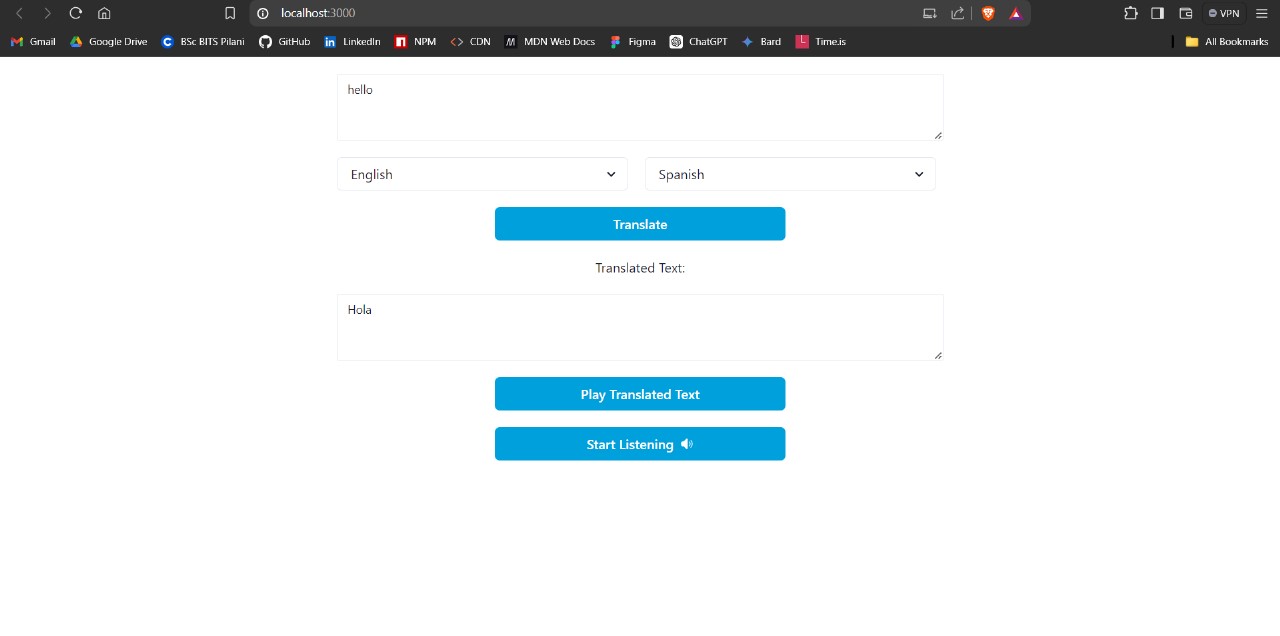 localhost:3000
VPN
Gmail Google Drive BSc BITS Pilani GitHub LinkedIn NPM CDN MDN Web Docs Figma ChatGPT Bard Time.is All Bookmarks
hello
English Spanish
Translate
Translated Text:
Hola
Play Translated Text
Start Listening